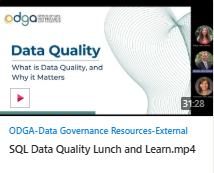 odga
Data Quality
What is Data Quality, and
Why it Matters
31:28
ODGA-Data Governance Resources-External
SQL Data Quality Lunch and Learn.mp4